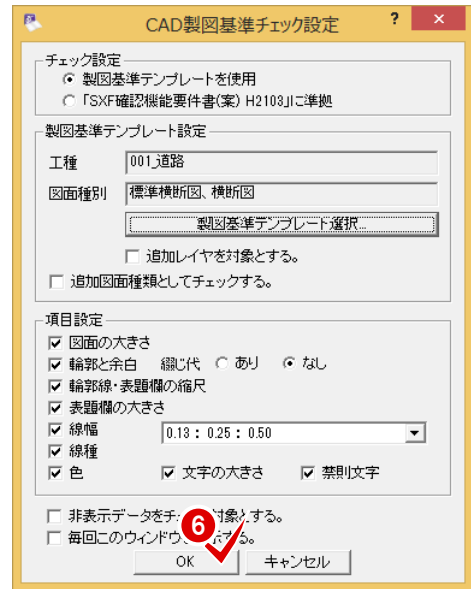 CAD製図基準チェック設定 ? ×
チェック設定
製図基準テンプレートを使用
「SXF確認機能要件書(案) H2103」に準拠
製図基準テンプレート設定
工種 001_道路
図面種別 標準横断図、横断図
製図基準テンプレート選択...
追加レイヤを対象とする。
追加図面種類としてチェックする。
項目設定
図面の大きさ
輪郭と余白 綴じ代 あり なし
輪郭線・表題欄の縮尺
表題欄の大きさ
線幅 0.13 : 0.25 : 0.50
線種
色 文字の大きさ 禁則文字
非表示データをチ 対象とする。
毎回このウィンドウ する。
6
OK キャンセル